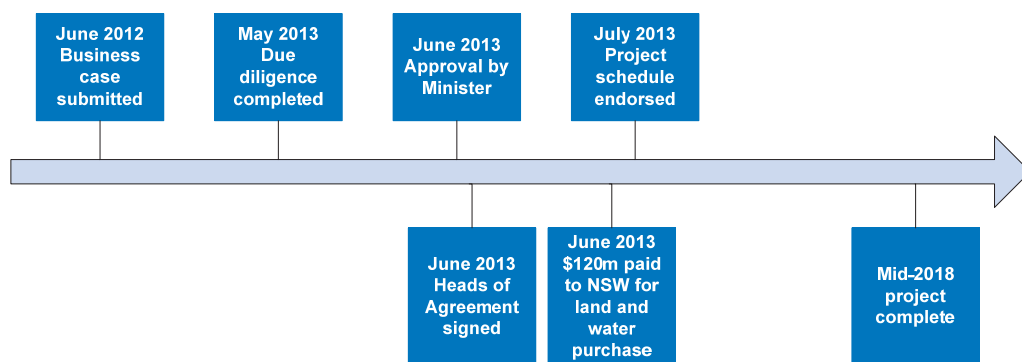 June 2012
Business
case
submitted
May 2013
Due
diligence
completed
June 2013
Approval by
Minister
July 2013
Project
schedule
endorsed
June 2013
Heads of
Agreement
signed
June 2013
$120m paid
to NSW for
land and
water
purchase
Mid-2018
project
complete